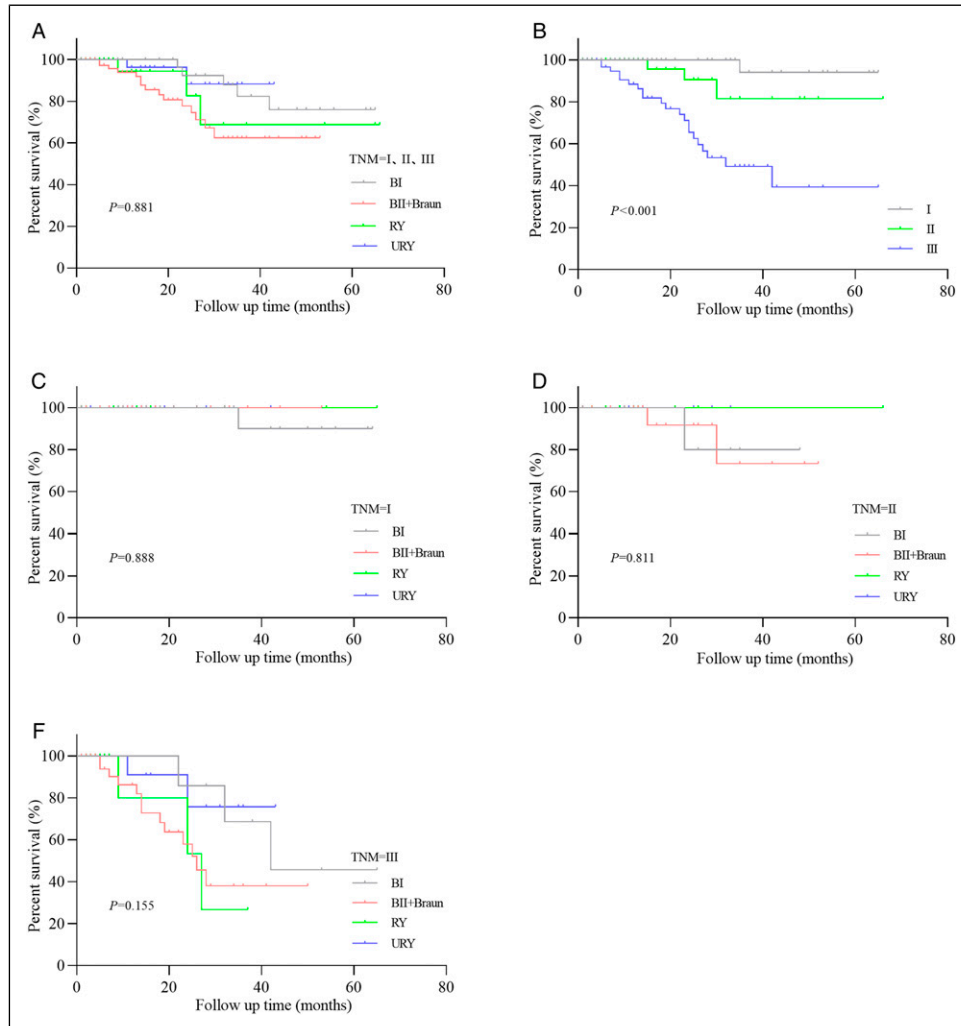 A
Percent survival (%)
100
80
60
40
20
0
0 20 40 60 80
Follow up time (months)
TNM=I、II、III
BI
BII+Braun
RY
URY
P=0.881
B
Percent survival (%)
100
80
60
40
20
0
0 20 40 60 80
Follow up time (months)
P<0.001
I
II
III
C
Percent survival (%)
100
80
60
40
20
0
0 20 40 60 80
Follow up time (months)
TNM=I
BI
BII+Braun
RY
URY
P=0.888
D
Percent survival (%)
100
80
60
40
20
0
0 20 40 60 80
Follow up time (months)
TNM=II
BI
BII+Braun
RY
URY
P=0.811
F
Percent survival (%)
100
80
60
40
20
0
0 20 40 60 80
Follow up time (months)
TNM=III
BI
BII+Braun
RY
URY
P=0.155